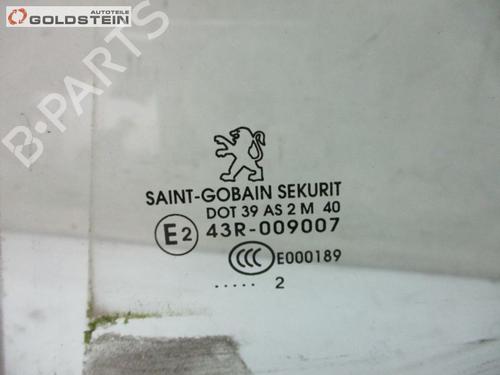 AUTOTEILE
GOLDSTEIN
B-PARTS
SAINT-GOBAIN SEKURIT
DOT 39 AS 2 M 40
E2 43R-009007
CCC E000189
..... 2